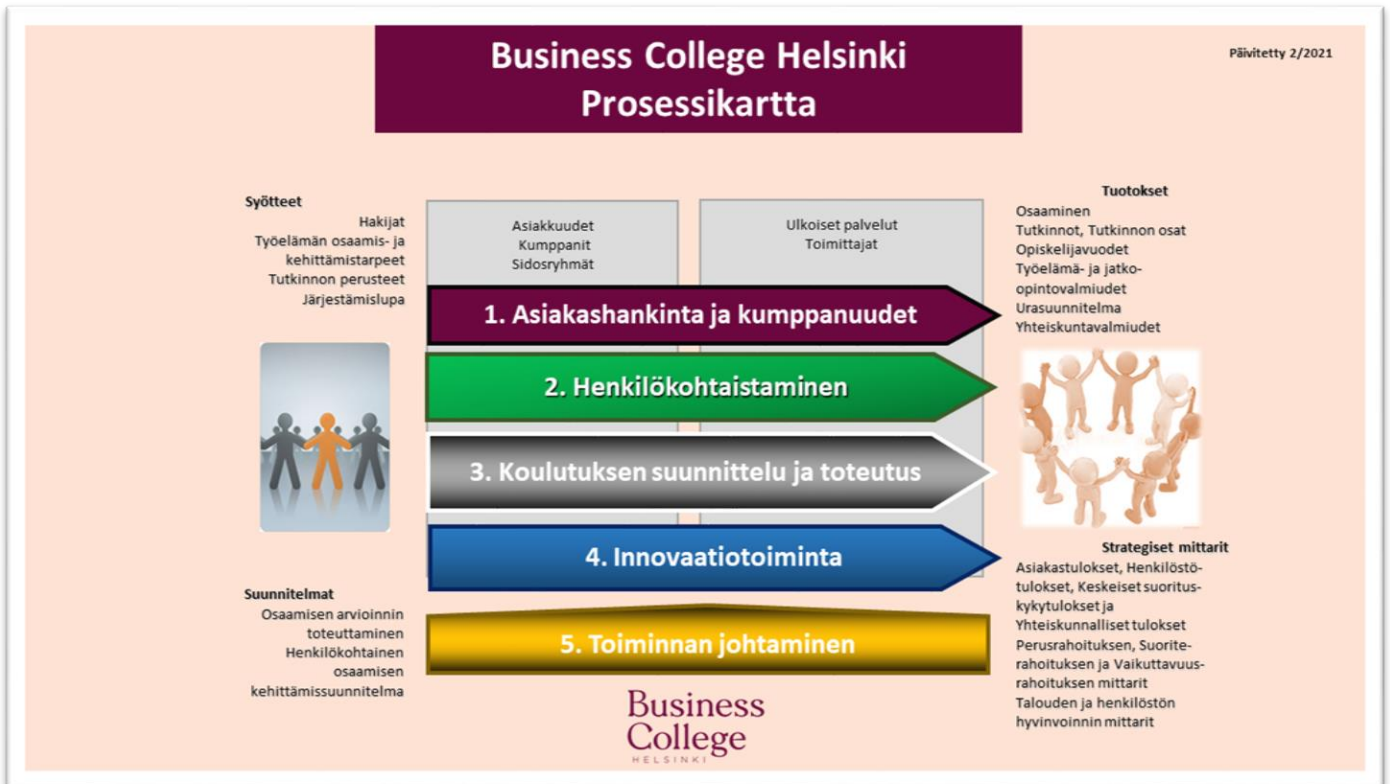 Business College Helsinki
Prosessikartta
Päivitetty 2/2021
Syötteet
Hakijat
Työelämän osaamis- ja
kehittämistarpeet
Tutkinnon perusteet
Järjestämislupa
Asiakkuudet
Kumppanit
Sidosryhmät
Ulkoiset palvelut
Toimittajat
Tuotokset
Osaaminen
Tutkinnot, Tutkinnon osat
Opiskelijavuodet
Työelämä- ja jatko-
opintovalmiudet
Urasuunnitelma
Yhteiskuntavalmiudet
1. Asiakashankinta ja kumppanuudet
2. Henkilökohtaistaminen
3. Koulutuksen suunnittelu ja toteutus
4. Innovaatiotoiminta
5. Toiminnan johtaminen
Suunnitelmat
Osaamisen arvioinnin
toteuttaminen
Henkilökohtainen
osaamisen
kehittämissuunnitelma
Strategiset mittarit
Asiakastulokset, Henkilöstö-
tulokset, Keskeiset suoritus-
kykytulokset ja
Yhteiskunnalliset tulokset
Perusrahoituksen, Suorite-
rahoituksen ja Vaikuttavuus-
rahoituksen mittarit
Talouden ja henkilöstön
hyvinvoinnin mittarit
Business
College
HELSINKI